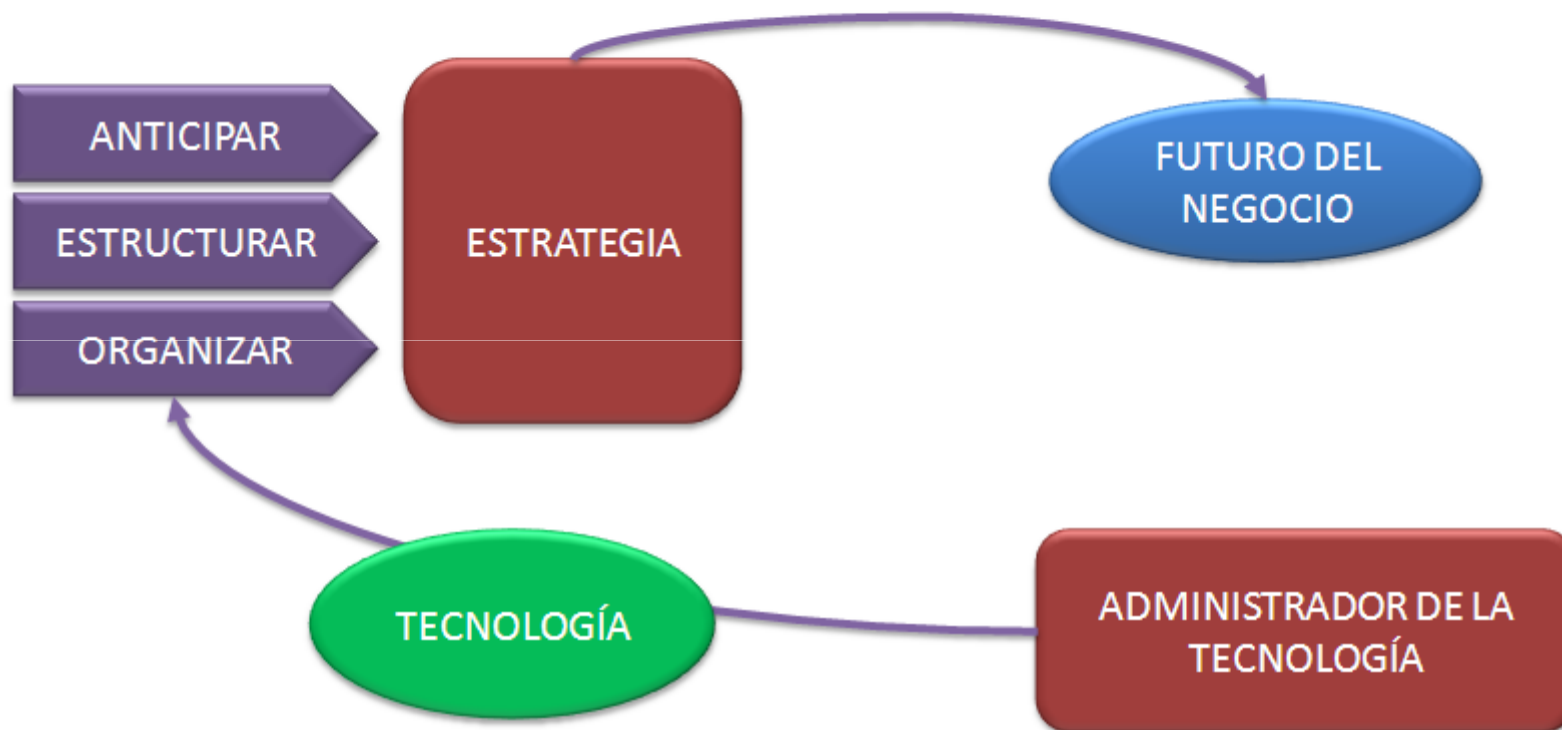 ANTICIPAR
ESTRUCTURAR
ORGANIZAR
ESTRATEGIA
FUTURO DEL
NEGOCIO
TECNOLOGÍA
ADMINISTRADOR DE LA
TECNOLOGÍA